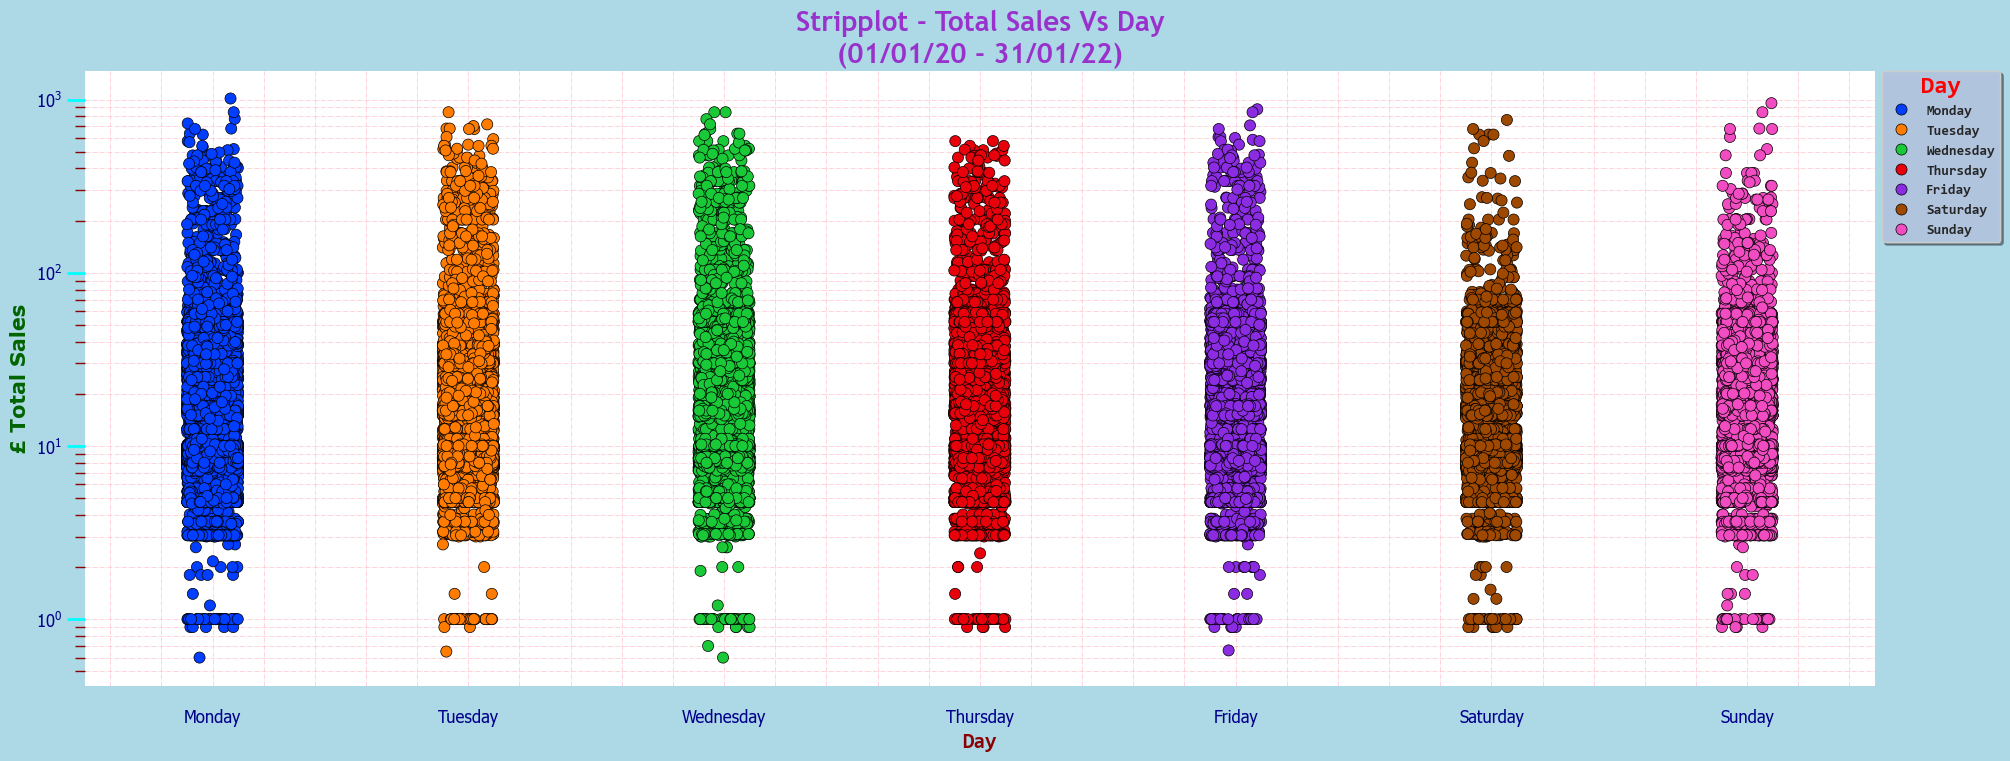 Stripplot - Total Sales Vs Day
(01/01/20 - 31/01/22)
£ Total Sales
10³
10²
10¹
10⁰
Monday Tuesday Wednesday Thursday Friday Saturday Sunday
Day
Day
Monday
Tuesday
Wednesday
Thursday
Friday
Saturday
Sunday